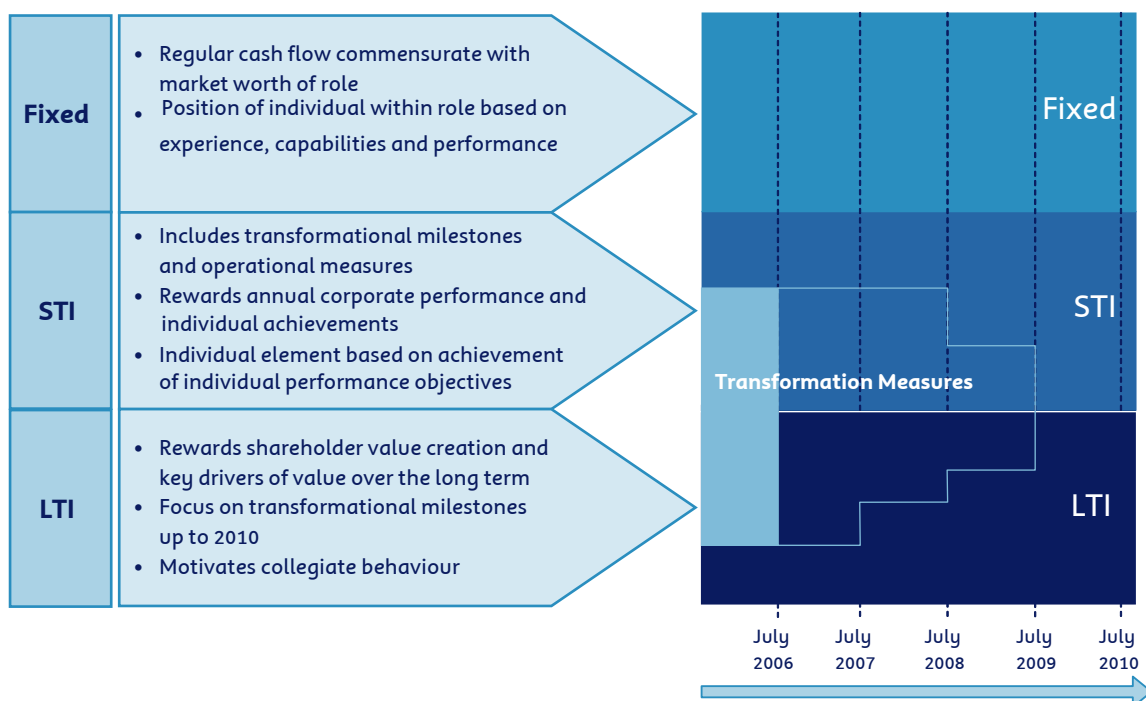 Fixed
• Regular cash flow commensurate with
market worth of role
• Position of individual within role based on
experience, capabilities and performance
STI
• Includes transformational milestones
and operational measures
• Rewards annual corporate performance and
individual achievements
• Individual element based on achievement
of individual performance objectives
LTI
• Rewards shareholder value creation and
key drivers of value over the long term
• Focus on transformational milestones
up to 2010
• Motivates collegiate behaviour
Fixed
STI
Transformation Measures
LTI
July
2006
July
2007
July
2008
July
2009
July
2010